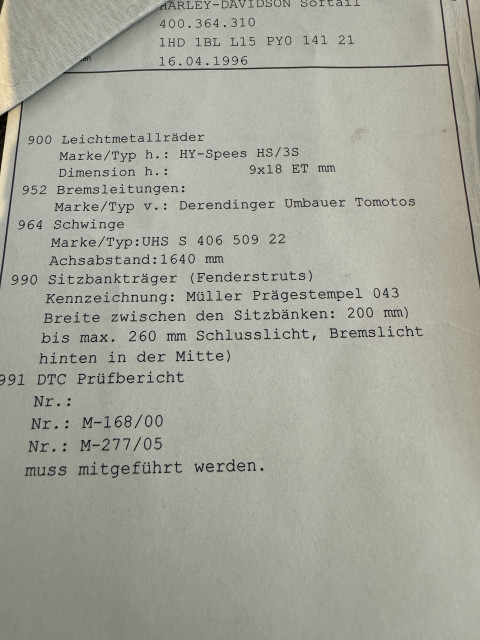 HARLEY-DAVIDSON Softail
400.364.310
1HD 1BL L15 PY0 141 21
16.04.1996
900 Leichtmetallräder
Marke/Typ h.: HY-Spees HS/3S
Dimension h.: 9x18 ET mm
952 Bremsleitungen:
Marke/Typ v.: Derendinger Umbauer Tomotos
964 Schwinge
Marke/Typ:UHS S 406 509 22
Achsabstand:1640 mm
990 Sitzbankträger (Fenderstruts)
Kennzeichnung: Müller Prägestempel 043
Breite zwischen den Sitzbänken: 200 mm)
bis max. 260 mm Schlusslicht, Bremslicht
hinten in der Mitte)
991 DTC Prüfbericht
Nr.:
Nr.: M-168/00
Nr.: M-277/05
muss mitgeführt werden.